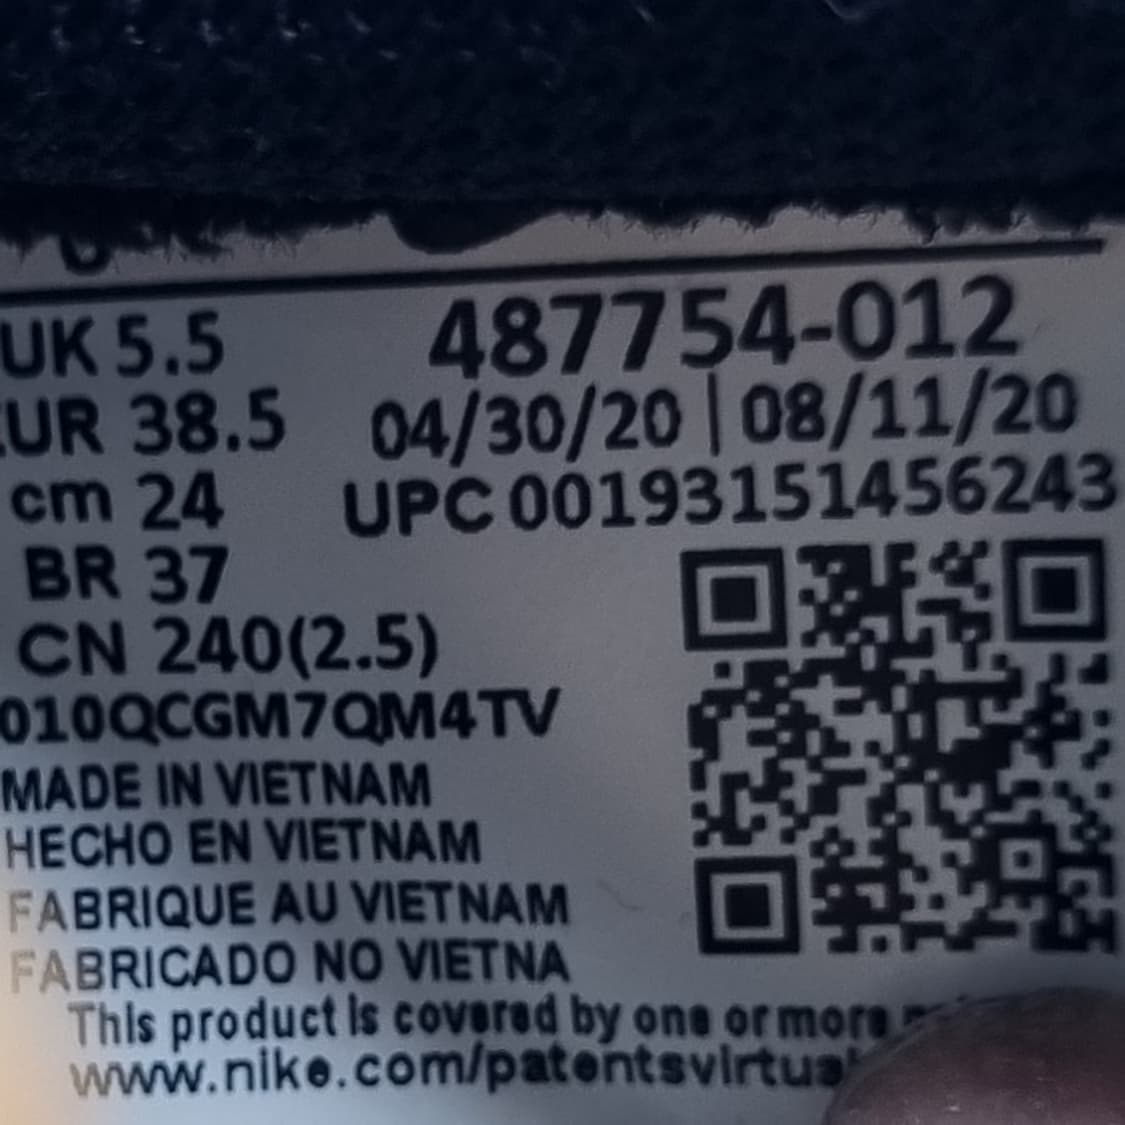 UK 5.5
487754-012
EUR 38.5
04/30/20 | 08/11/20
cm 24
UPC 00193151456243
BR 37
CN 240(2.5)
010QCGM7QM4TV
MADE IN VIETNAM
HECHO EN VIETNAM
FABRIQUE AU VIETNAM
FABRICADO NO VIETNA
This product is covered by one or more
www.nike.com/patentsvirtual